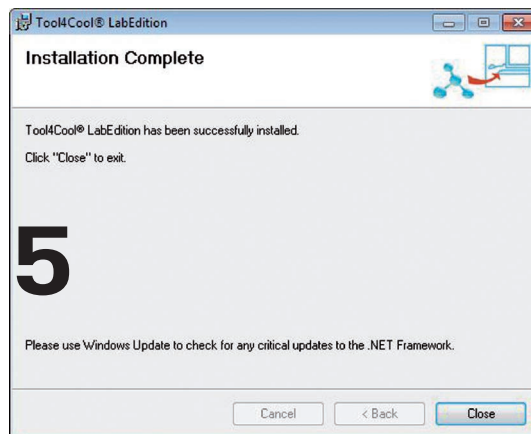 Tool4Cool® LabEdition
Installation Complete
Tool4Cool® LabEdition has been successfully installed.
Click "Close" to exit.
5
Please use Windows Update to check for any critical updates to the .NET Framework.
Cancel
< Back
Close